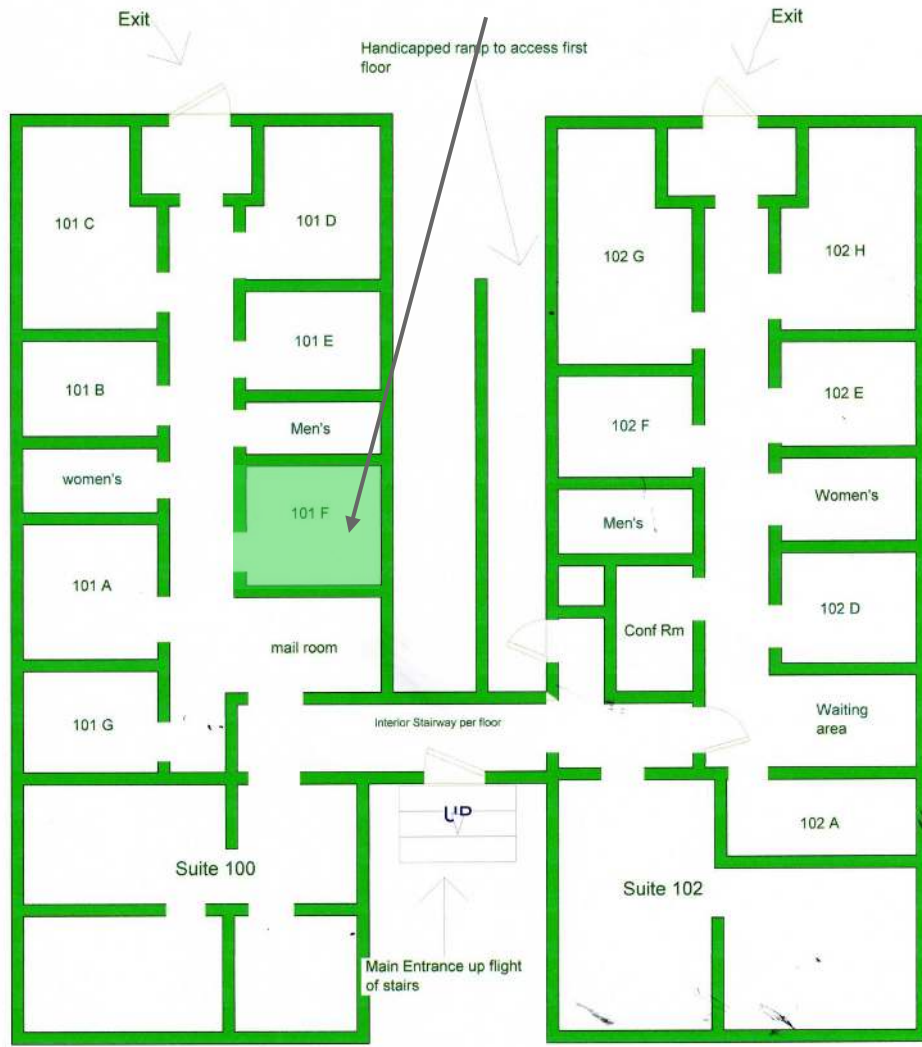 Exit
Exit
Handicapped ramp to access first
floor
101 C
101 D
102 G
102 H
101 E
101 B
102 E
Men's
102 F
women's
Women's
101 F
Men's
101 A
102 D
Conf Rm
mail room
101 G
Interior Stairway per floor
Waiting
area
UP
102 A
Suite 100
Suite 102
Main Entrance up flight
of stairs